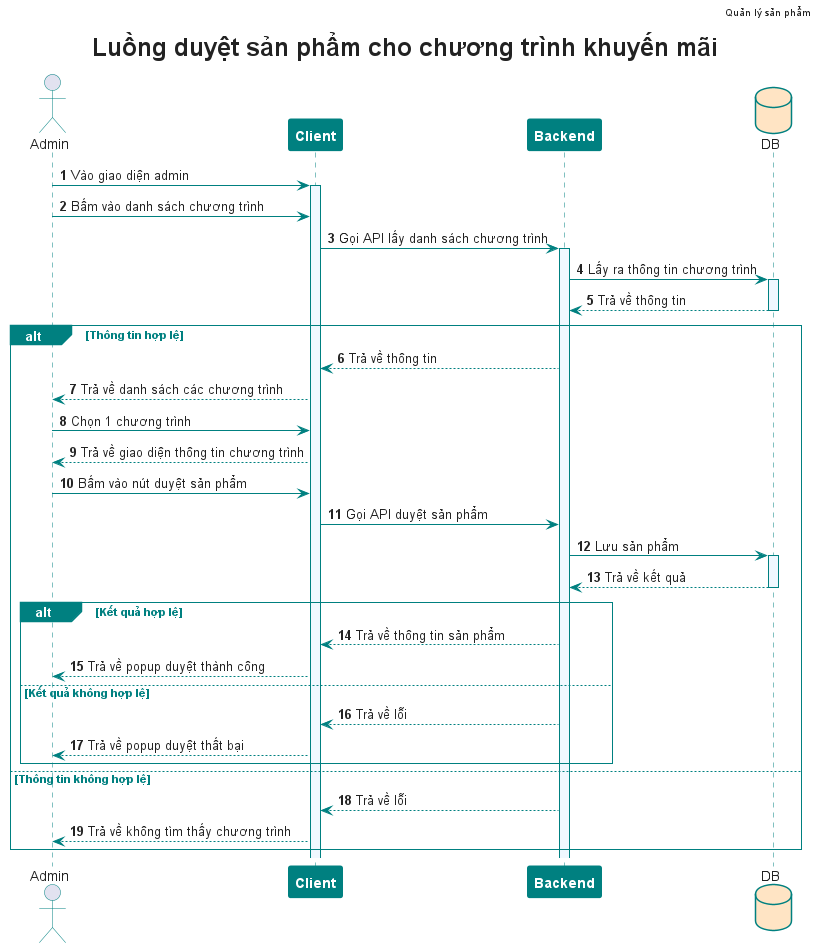 Quản lý sản phẩm
Luồng duyệt sản phẩm cho chương trình khuyến mãi
Admin
Client
Backend
DB
1 Vào giao diện admin
2 Bấm vào danh sách chương trình
3 Gọi API lấy danh sách chương trình
4 Lấy ra thông tin chương trình
5 Trả về thông tin
alt [Thông tin hợp lệ]
6 Trả về thông tin
7 Trả về danh sách các chương trình
8 Chọn 1 chương trình
9 Trả về giao diện thông tin chương trình
10 Bấm vào nút duyệt sản phẩm
11 Gọi API duyệt sản phẩm
12 Lưu sản phẩm
13 Trả về kết quả
alt [Kết quả hợp lệ]
14 Trả về thông tin sản phẩm
15 Trả về popup duyệt thành công
[Kết quả không hợp lệ]
16 Trả về lỗi
17 Trả về popup duyệt thất bại
[Thông tin không hợp lệ]
18 Trả về lỗi
19 Trả về không tìm thấy chương trình
Admin
Client
Backend
DB